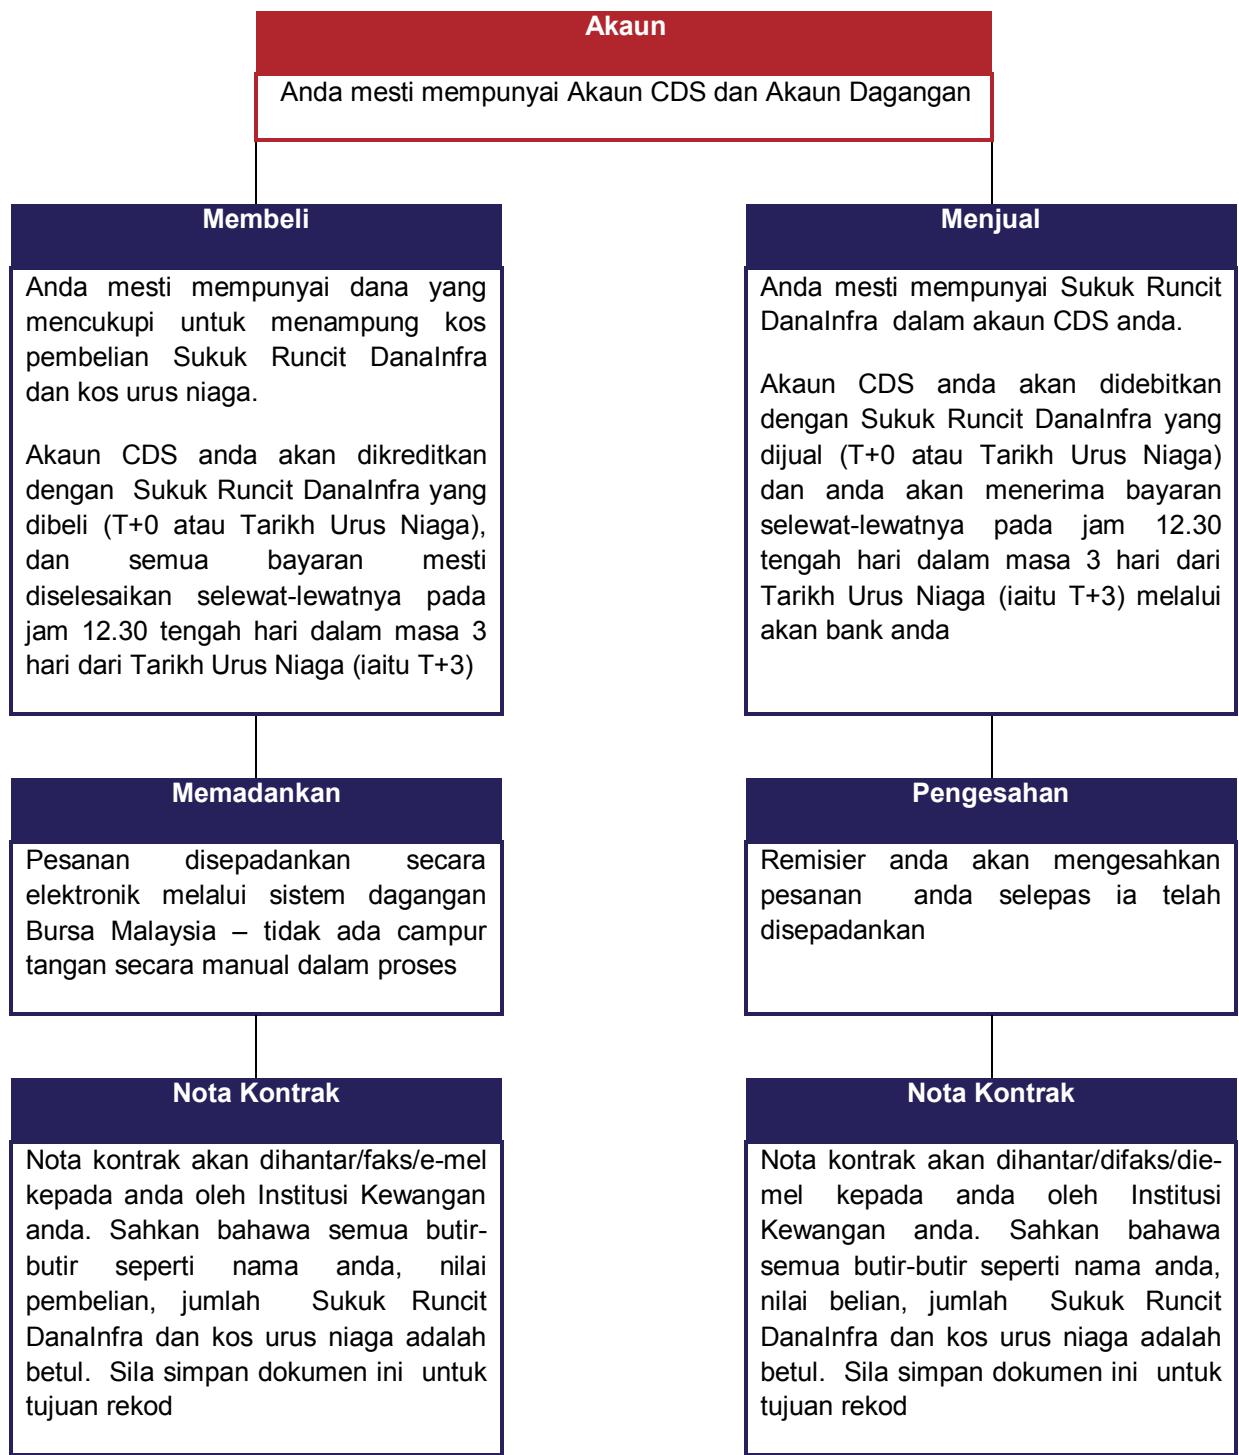 Akaun
Anda mesti mempunyai Akaun CDS dan Akaun Dagangan
Membeli
Anda mesti mempunyai dana yang
mencukupi untuk menampung kos
pembelian Sukuk Runcit DanaInfra
dan kos urus niaga.
Akaun CDS anda akan dikreditkan
dengan Sukuk Runcit DanaInfra yang
dibeli (T+0 atau Tarikh Urus Niaga),
dan semua bayaran mesti
diselesaikan selewat-lewatnya pada
jam 12.30 tengah hari dalam masa 3
hari dari Tarikh Urus Niaga (iaitu T+3)
Menjual
Anda mesti mempunyai Sukuk Runcit
DanaInfra dalam akaun CDS anda.
Akaun CDS anda akan didebitkan
dengan Sukuk Runcit DanaInfra yang
dijual (T+0 atau Tarikh Urus Niaga)
dan anda akan menerima bayaran
selewat-lewatnya pada jam 12.30
tengah hari dalam masa 3 hari dari
Tarikh Urus Niaga (iaitu T+3) melalui
akan bank anda
Memadankan
Pesanan disepadankan secara
elektronik melalui sistem dagangan
Bursa Malaysia – tidak ada campur
tangan secara manual dalam proses
Pengesahan
Remisier anda akan mengesahkan
pesanan anda selepas ia telah
disepadankan
Nota Kontrak
Nota kontrak akan dihantar/faks/e-mel
kepada anda oleh Institusi Kewangan
anda. Sahkan bahawa semua butir-
butir seperti nama anda, nilai
pembelian, jumlah Sukuk Runcit
DanaInfra dan kos urus niaga adalah
betul. Sila simpan dokumen ini untuk
tujuan rekod
Nota Kontrak
Nota kontrak akan dihantar/difaks/die-
mel kepada anda oleh Institusi
Kewangan anda. Sahkan bahawa
semua butir-butir seperti nama anda,
nilai belian, jumlah Sukuk Runcit
DanaInfra dan kos urus niaga adalah
betul. Sila simpan dokumen ini untuk
tujuan rekod